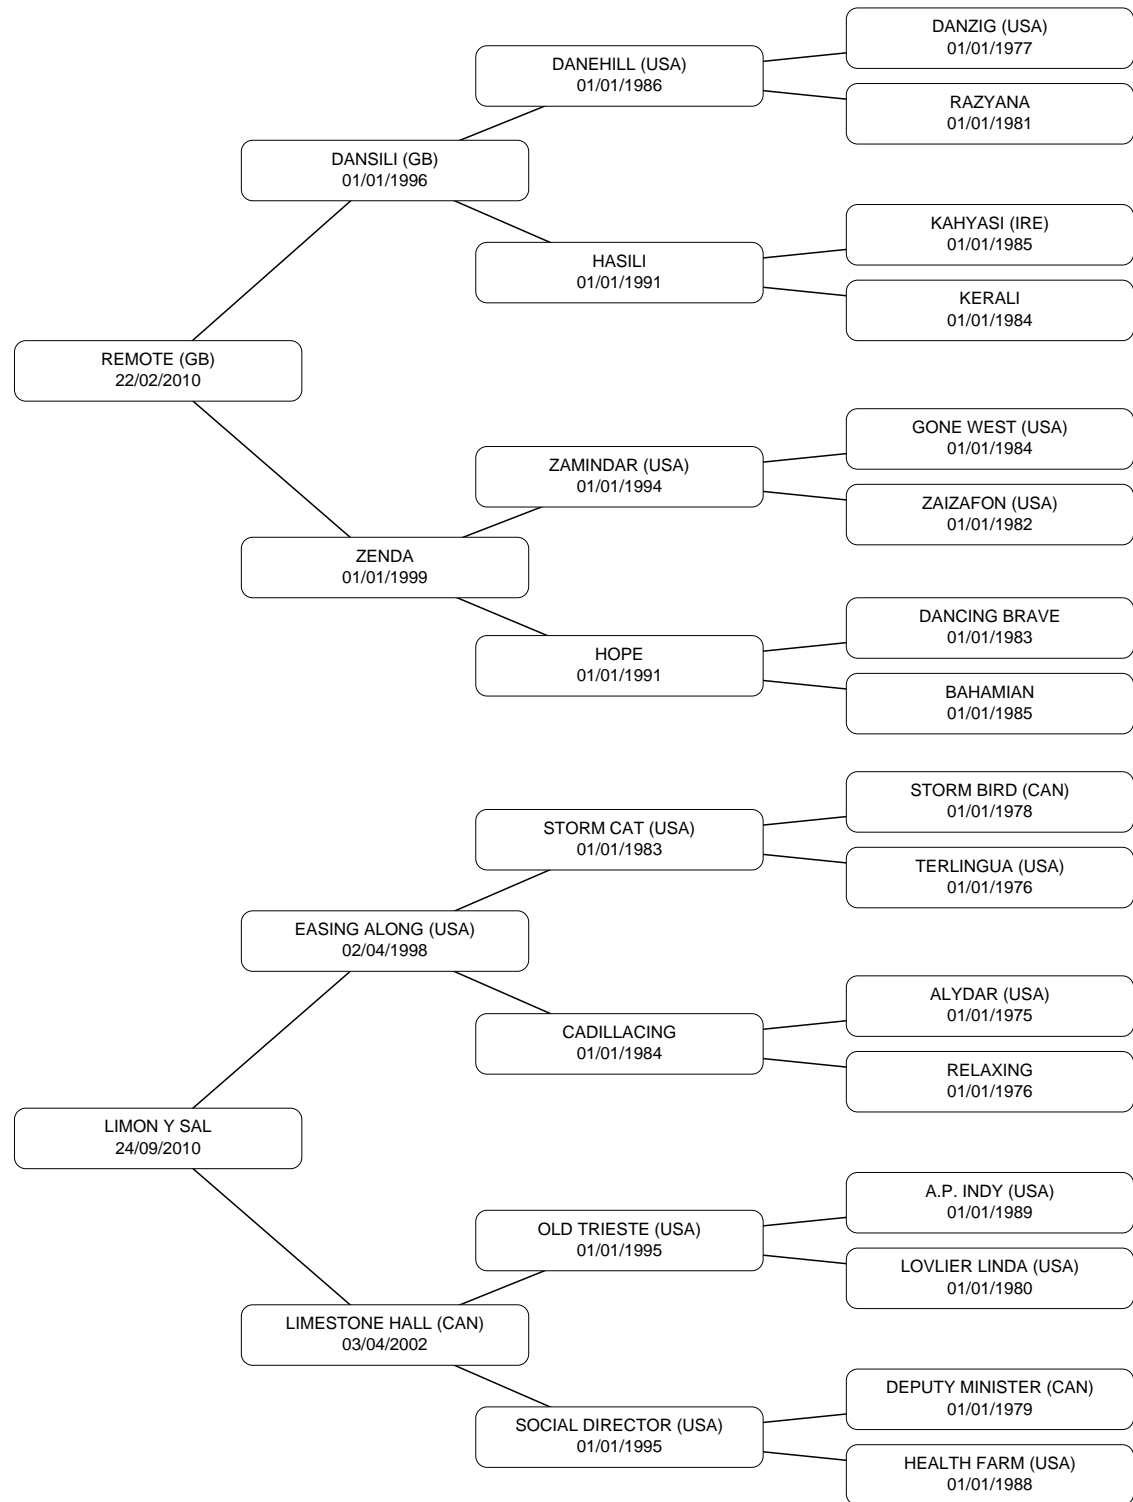 DANZIG (USA)
01/01/1977
DANEHILL (USA)
01/01/1986
RAZYANA
01/01/1981
DANSILI (GB)
01/01/1996
KAHYASI (IRE)
01/01/1985
HASILI
01/01/1991
KERALI
01/01/1984
REMOTE (GB)
22/02/2010
GONE WEST (USA)
01/01/1984
ZAMINDAR (USA)
01/01/1994
ZAIZAFON (USA)
01/01/1982
ZENDA
01/01/1999
DANCING BRAVE
01/01/1983
HOPE
01/01/1991
BAHAMIAN
01/01/1985
STORM BIRD (CAN)
01/01/1978
STORM CAT (USA)
01/01/1983
TERLINGUA (USA)
01/01/1976
EASING ALONG (USA)
02/04/1998
ALYDAR (USA)
01/01/1975
CADILLACING
01/01/1984
RELAXING
01/01/1976
LIMON Y SAL
24/09/2010
A.P. INDY (USA)
01/01/1989
OLD TRIESTE (USA)
01/01/1995
LOVLIER LINDA (USA)
01/01/1980
LIMESTONE HALL (CAN)
03/04/2002
DEPUTY MINISTER (CAN)
01/01/1979
SOCIAL DIRECTOR (USA)
01/01/1995
HEALTH FARM (USA)
01/01/1988